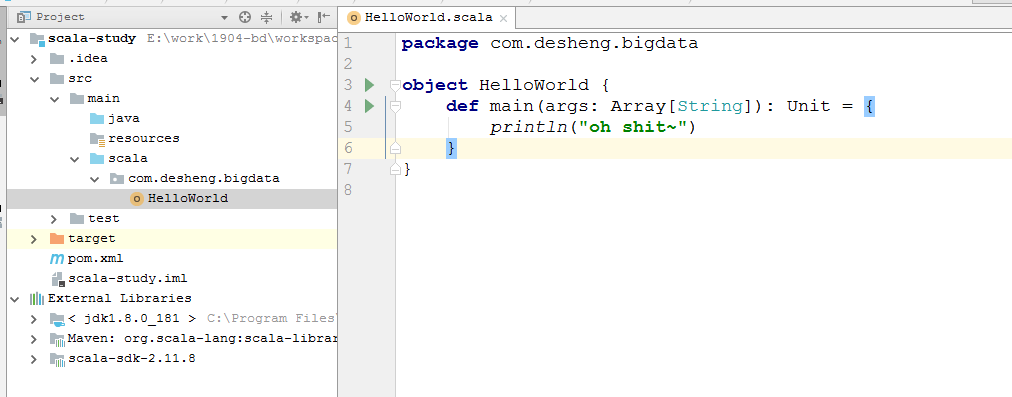 Project
scala-study E:\work\1904-bd\workspac
.idea
src
main
java
resources
scala
com.desheng.bigdata
HelloWorld
test
target
pom.xml
scala-study.iml
External Libraries
< jdk1.8.0_181 > C:\Program Files\
Maven: org.scala-lang:scala-librar
scala-sdk-2.11.8
HelloWorld.scala
1 package com.desheng.bigdata
2
3 object HelloWorld {
4 def main(args: Array[String]): Unit = {
5 println("oh shit~")
6 }
7 }
8